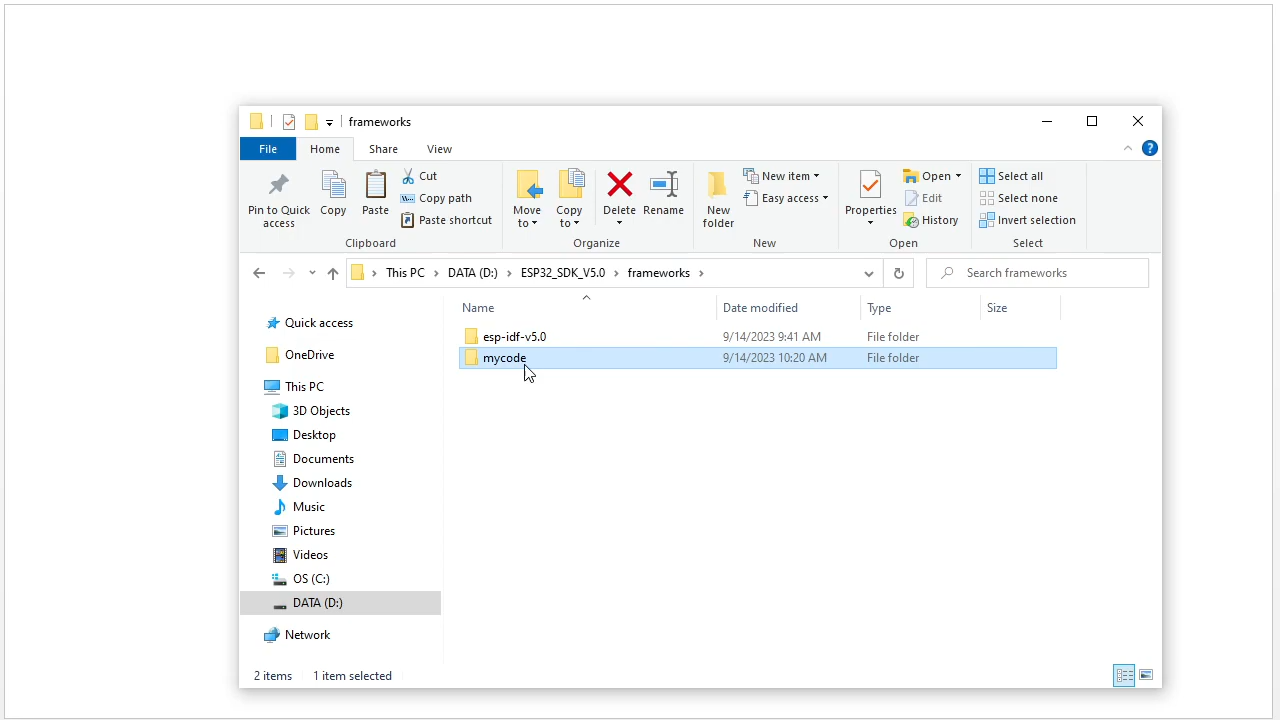 frameworks
File Home Share View
Pin to Quick access
Copy
Paste
Cut
Copy path
Paste shortcut
Clipboard
Move to
Copy to
Delete
Rename
Organize
New folder
New item
Easy access
New
Properties
Open
Edit
History
Open
Select all
Select none
Invert selection
Select
This PC > DATA (D:) > ESP32_SDK_V5.0 > frameworks >
Search frameworks
Quick access
OneDrive
This PC
3D Objects
Desktop
Documents
Downloads
Music
Pictures
Videos
OS (C:)
DATA (D:)
Network
Name Date modified Type Size
esp-idf-v5.0 9/14/2023 9:41 AM File folder
mycode 9/14/2023 10:20 AM File folder
2 items 1 item selected